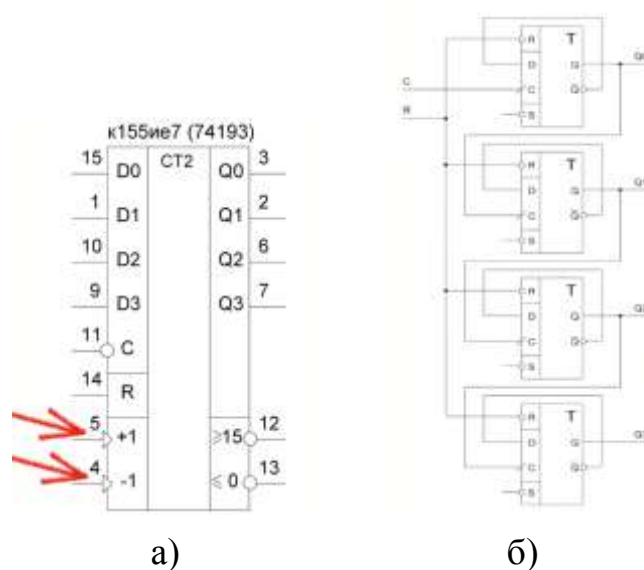 к155ие7 (74193)
15 D0 CT2 Q0 3
1 D1 Q1 2
10 D2 Q2 6
9 D3 Q3 7
11 C
14 R
5 +1 ≥15 12
4 -1 ≤ 0 13
R T
D Q
C Q
S
C
R
R T
D Q
C Q
S
R T
D Q
C Q
S
R T
D Q
C Q
S
а)
б)